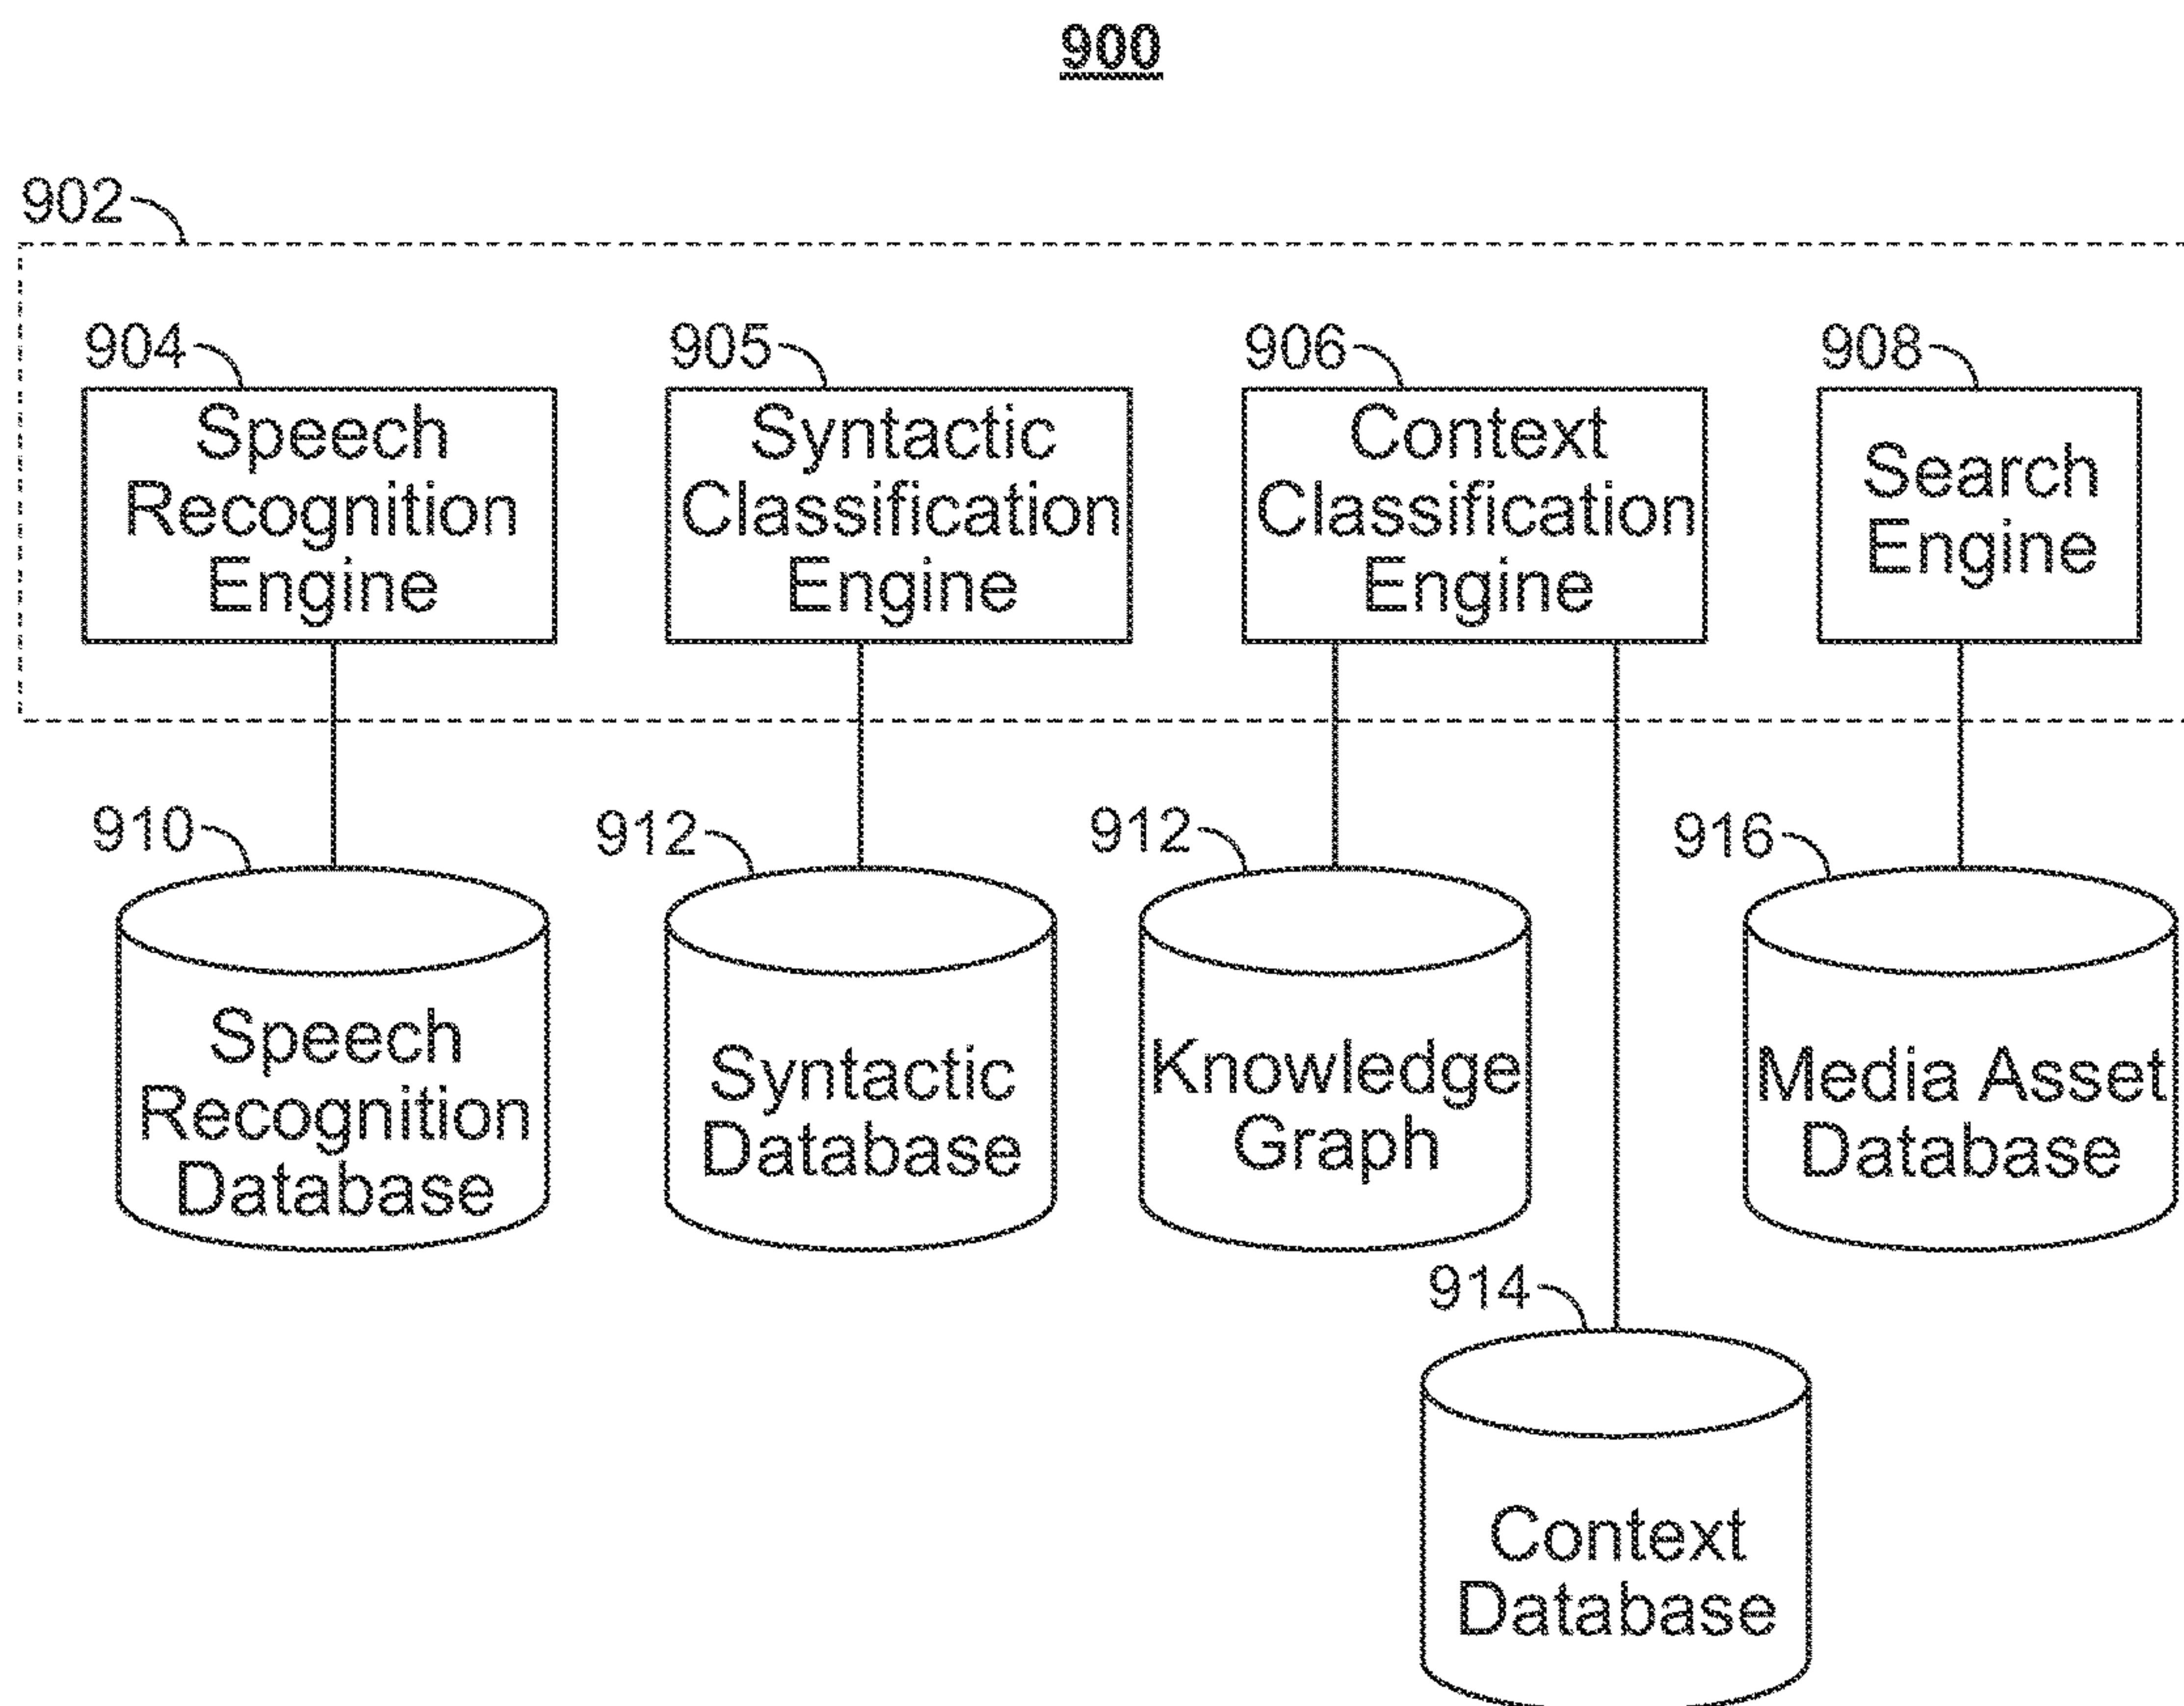 900
902
904
905
906
908
Speech
Recognition
Engine
Syntactic
Classification
Engine
Context
Classification
Engine
Search
Engine
910
912
912
916
Speech
Recognition
Database
Syntactic
Database
Knowledge
Graph
Media Asset
Database
914
Context
Database